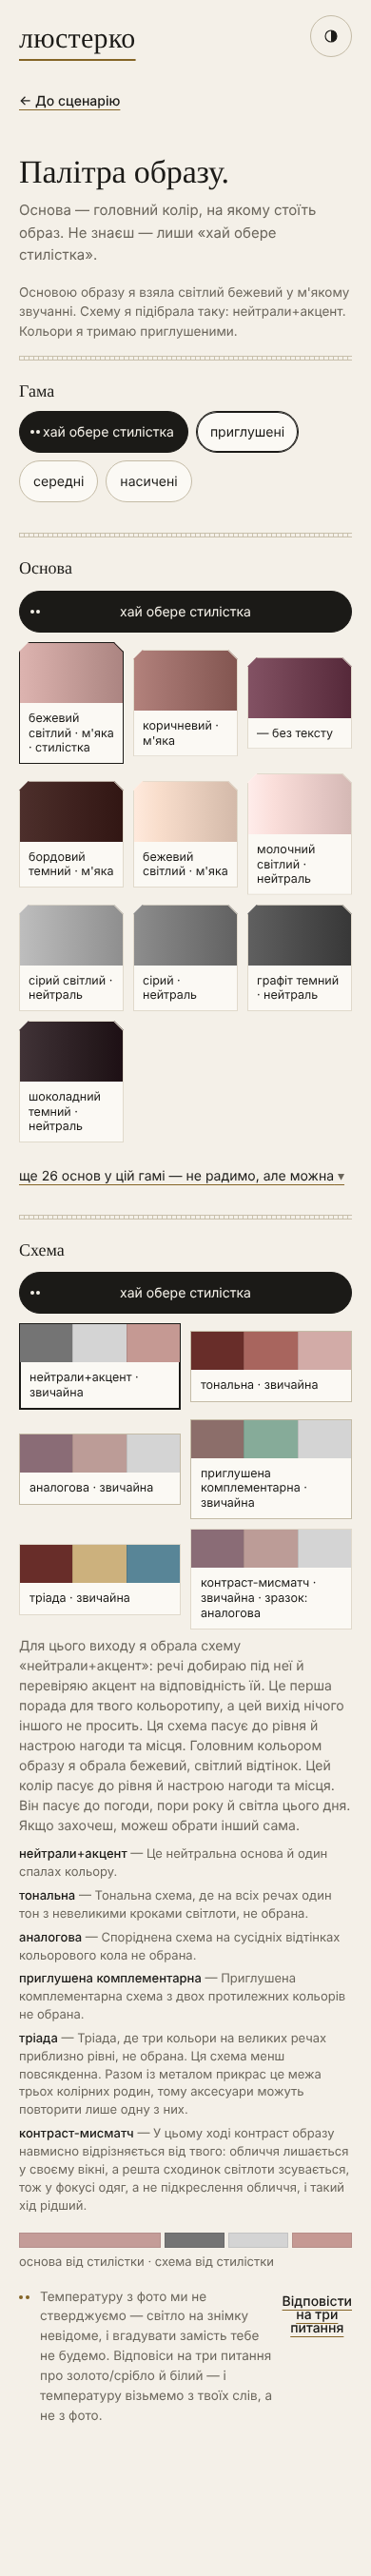 люстерко
← До сценарію
Палітра образу.
Основа — головний колір, на якому стоїть
образ. Не знаєш — лиши «хай обере
стилістка».
Основою образу я взяла світлий бежевий у м'якому
звучанні. Схему я підібрала таку: нейтрали+акцент.
Кольори я тримаю приглушеними.
Гама
хай обере стилістка
приглушені
середні
насичені
Основа
хай обере стилістка
бежевий
світлий · м'яка
· стилістка
коричневий ·
м'яка
— без тексту
бордовий
темний · м'яка
бежевий
світлий · м'яка
молочний
світлий ·
нейтраль
сірий світлий ·
нейтраль
сірий ·
нейтраль
графіт темний
· нейтраль
шоколадний
темний ·
нейтраль
ще 26 основ у цій гамі — не радимо, але можна ▾
Схема
хай обере стилістка
нейтрали+акцент ·
звичайна
тональна · звичайна
аналогова · звичайна
приглушена
комплементарна ·
звичайна
тріада · звичайна
контраст-мисматч ·
звичайна · зразок:
аналогова
Для цього виходу я обрала схему
«нейтрали+акцент»: речі добираю під неї й
перевіряю акцент на відповідність їй. Це перша
порада для твого кольоротипу, а цей вихід нічого
іншого не просить. Ця схема пасує до рівня й
настрою нагоди та місця. Головним кольором
образу я обрала бежевий, світлий відтінок. Цей
колір пасує до рівня й настрою нагоди та місця.
Він пасує до погоди, пори року й світла цього дня.
Якщо захочеш, можеш обрати інший сама.
нейтрали+акцент — Це нейтральна основа й один
спалах кольору.
тональна — Тональна схема, де на всіх речах один
тон з невеликими кроками світлоти, не обрана.
аналогова — Споріднена схема на сусідніх відтінках
кольорового кола не обрана.
приглушена комплементарна — Приглушена
комплементарна схема з двох протилежних кольорів
не обрана.
тріада — Тріада, де три кольори на великих речах
приблизно рівні, не обрана. Ця схема менш
повсякденна. Разом із металом прикрас це межа
трьох колірних родин, тому аксесуари можуть
повторити лише одну з них.
контраст-мисматч — У цьому ході контраст образу
навмисно відрізняється від твого: обличчя лишається
у своєму вікні, а решта сходинок світлоти зсувається,
тож у фокусі одяг, а не підкреслення обличчя, і такий
хід рідший.
основа від стилістки · схема від стилістки
Температуру з фото ми не
стверджуємо — світло на знімку
невідоме, і вгадувати замість тебе
не будемо. Відповіси на три питання
про золото/срібло й білий — і
температуру візьмемо з твоїх слів, а
не з фото.
Відповісти
на три
питання